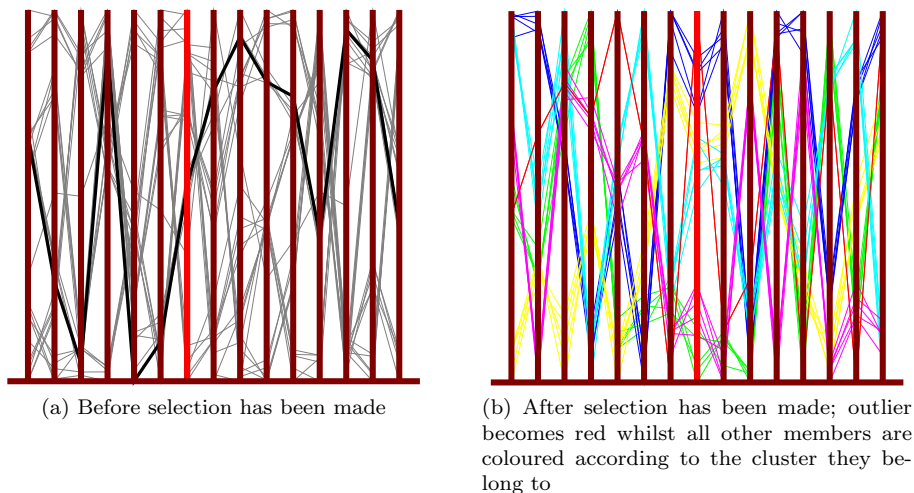 (a) Before selection has been made
(b) After selection has been made; outlier
becomes red whilst all other members are
coloured according to the cluster they be-
long to